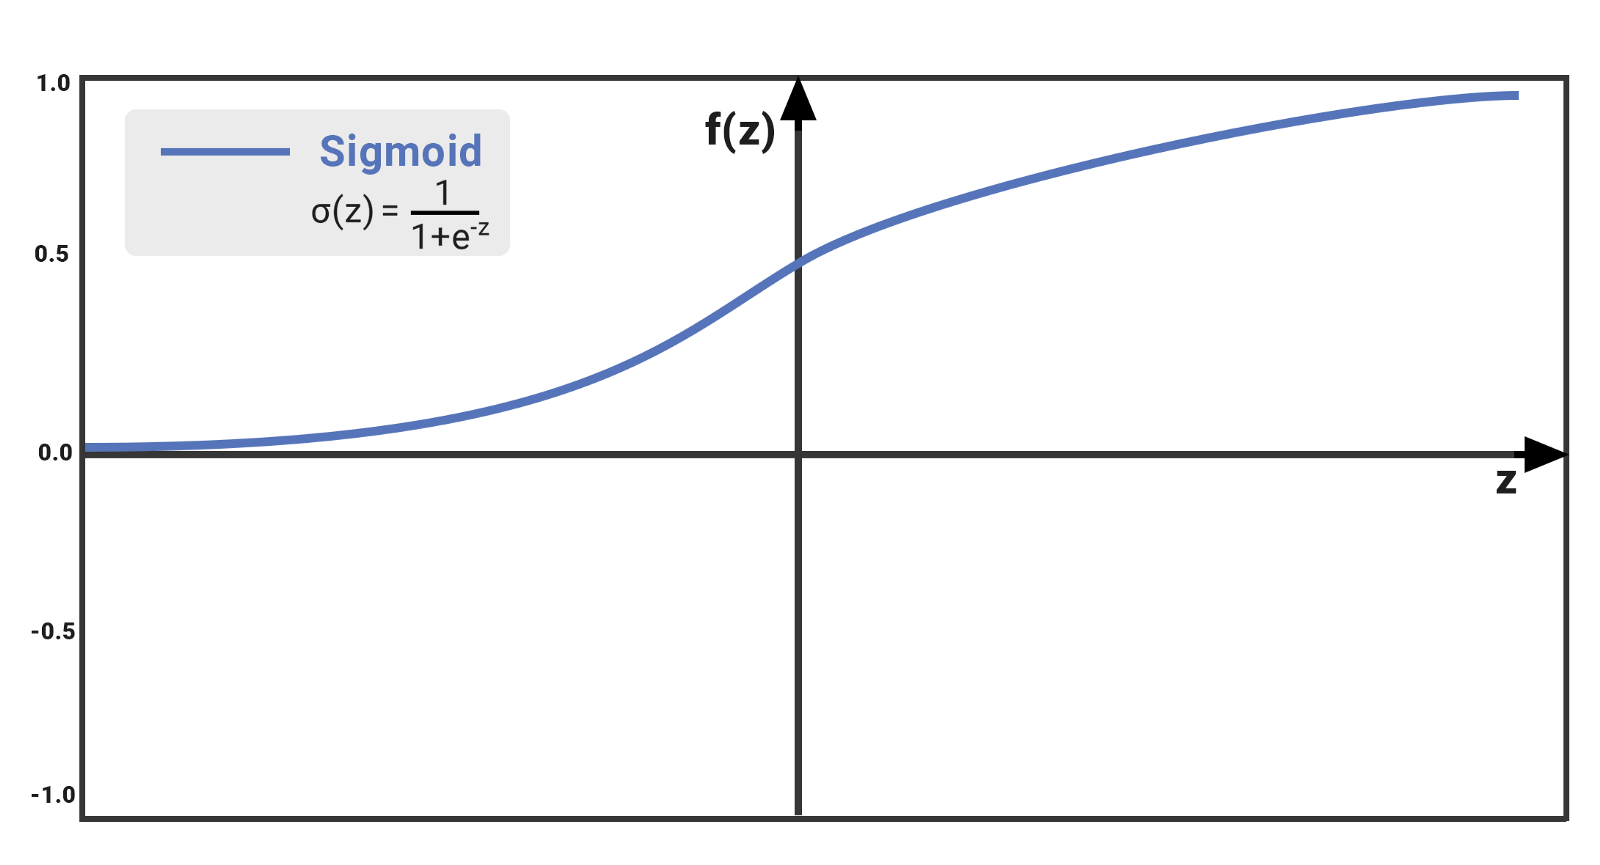 1.0
f(z)
Sigmoid
σ(z) = 1/1+e^-z
0.5
0.0
z
-0.5
-1.0